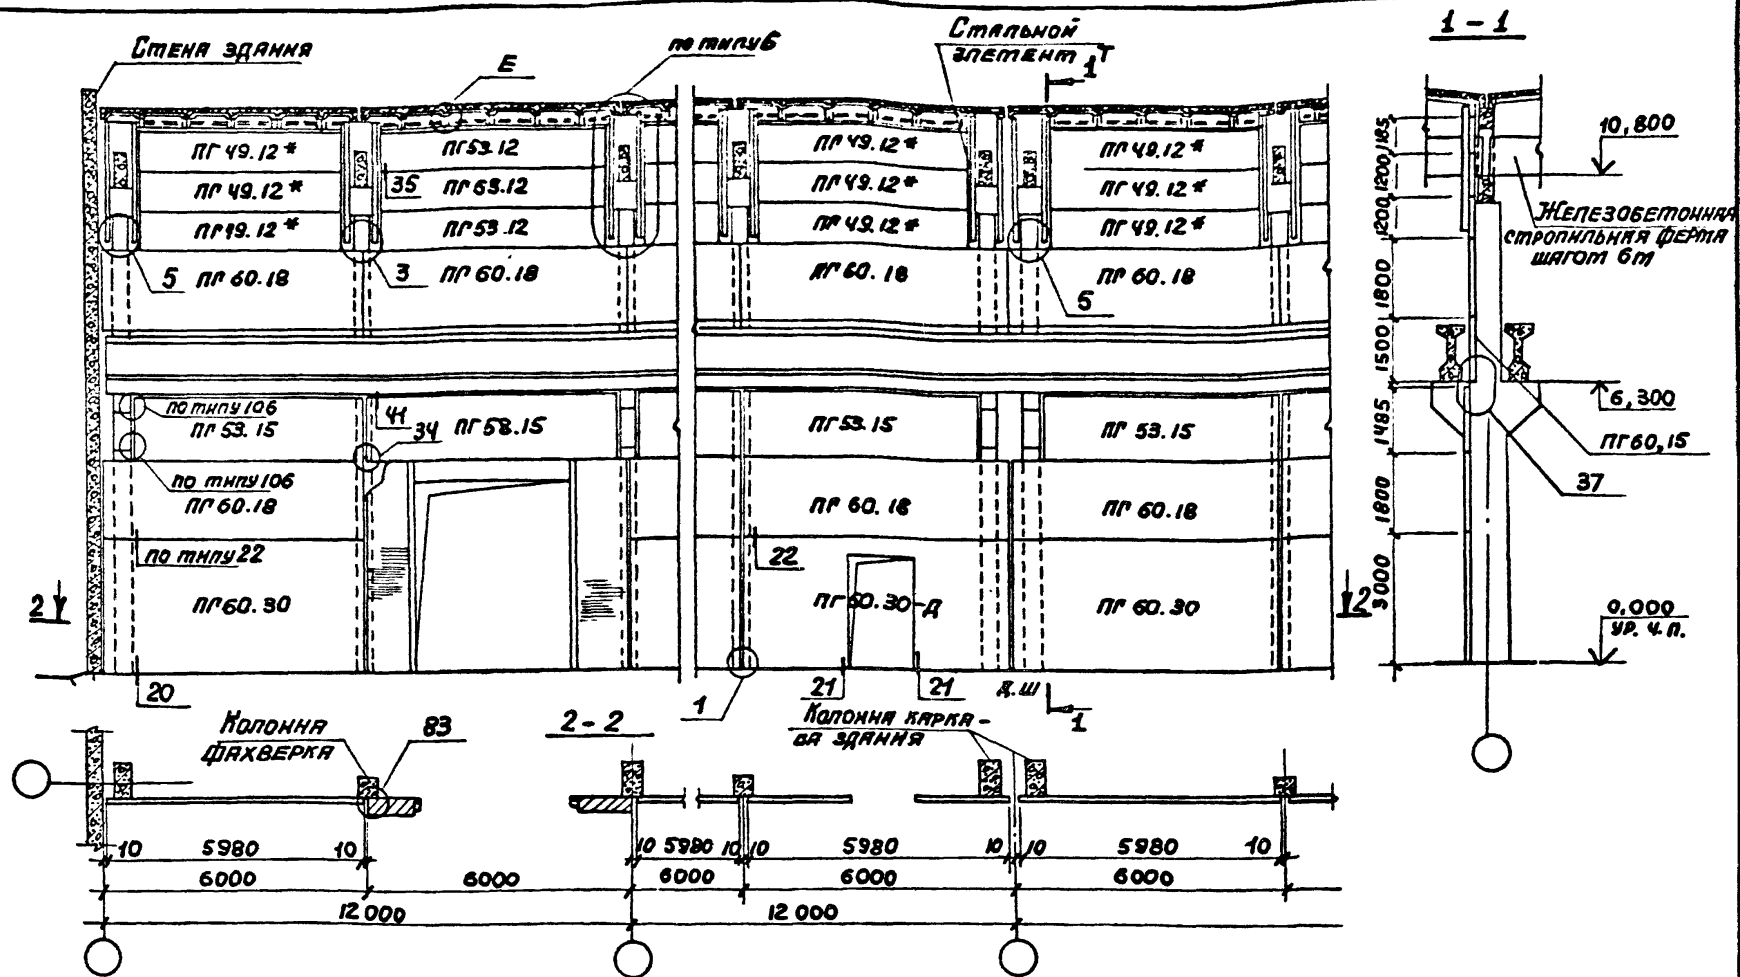 Стена здания
Е
по типу 6
Стальной
элемент Т
1
1-1
ПГ 49.12*
ПГ 53.12
ПГ 49.12*
ПГ 49.12*
ПГ 49.12*
35
ПГ 63.12
ПГ 49.12*
ПГ 49.12*
ПГ 49.12*
ПГ 53.12
ПГ 49.12*
ПГ 49.12*
5
ПГ 60.18
3
ПГ 60.18
ПГ 60.18
ПГ 60.18
5
по типу 106
ПГ 53.15
41
34
ПГ 58.15
ПГ 53.15
ПГ 53.15
по типу 106
ПГ 60.18
ПГ 60.18
ПГ 60.18
по типу 22
22
2
ПГ 60.30
ПГ 60.30-Д
ПГ 60.30
2
20
1
21
21
Д.Ш
1
185
1200
1200
1800
1500
1485
1800
3000
10,800
Железобетонная
стропильная ферма
шагом 6м
6,300
ПГ 60,15
37
0,000
ур. ч.п.
Колонна
фахверка
83
2-2
Колонна карка-
са здания
10
5980
10
10
5980
10
10
5980
10
10
5980
10
6000
6000
6000
6000
6000
12000
12000